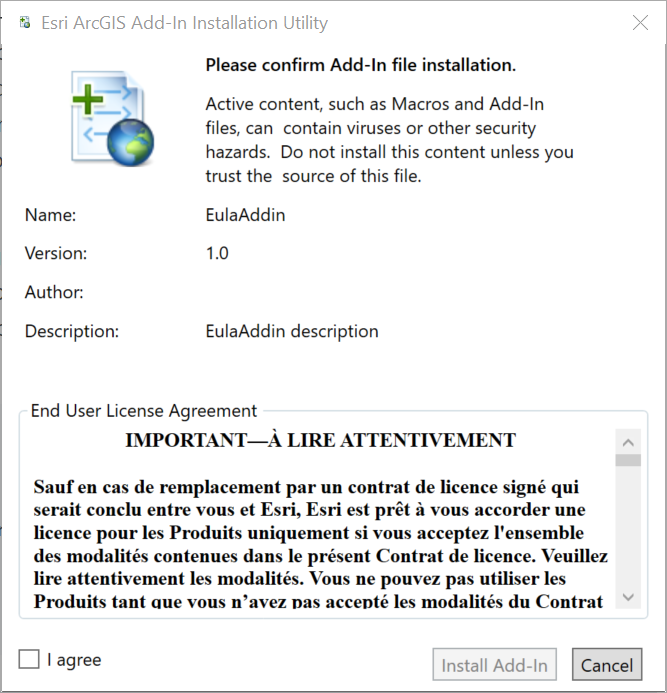 Esri ArcGIS Add-In Installation Utility
Please confirm Add-In file installation.
Active content, such as Macros and Add-In
files, can contain viruses or other security
hazards. Do not install this content unless you
trust the source of this file.
Name: EulaAddin
Version: 1.0
Author:
Description: EulaAddin description
End User License Agreement
IMPORTANT—À LIRE ATTENTIVEMENT
Sauf en cas de remplacement par un contrat de licence signé qui
serait conclu entre vous et Esri, Esri est prêt à vous accorder une
licence pour les Produits uniquement si vous acceptez l'ensemble
des modalités contenues dans le présent Contrat de licence. Veuillez
lire attentivement les modalités. Vous ne pouvez pas utiliser les
Produits tant que vous n’avez pas accepté les modalités du Contrat
I agree
Install Add-In
Cancel